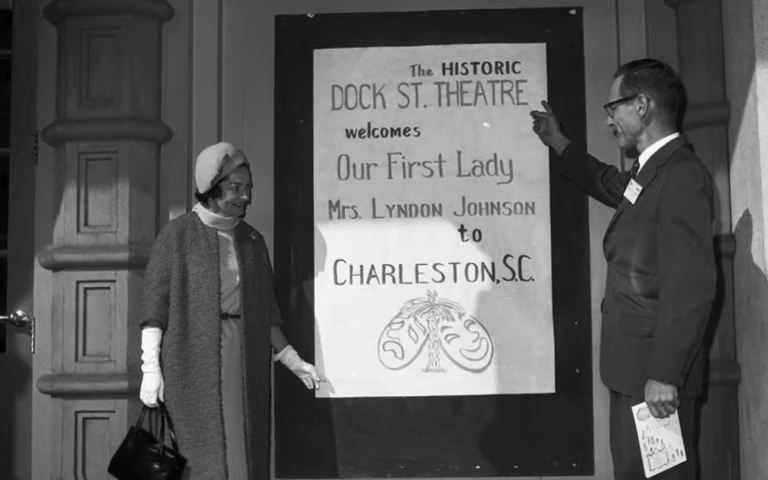 The HISTORIC
DOCK ST. THEATRE
welcomes
Our First Lady
Mrs. LYNDON JOHNSON
to
CHARLESTON, S.C.